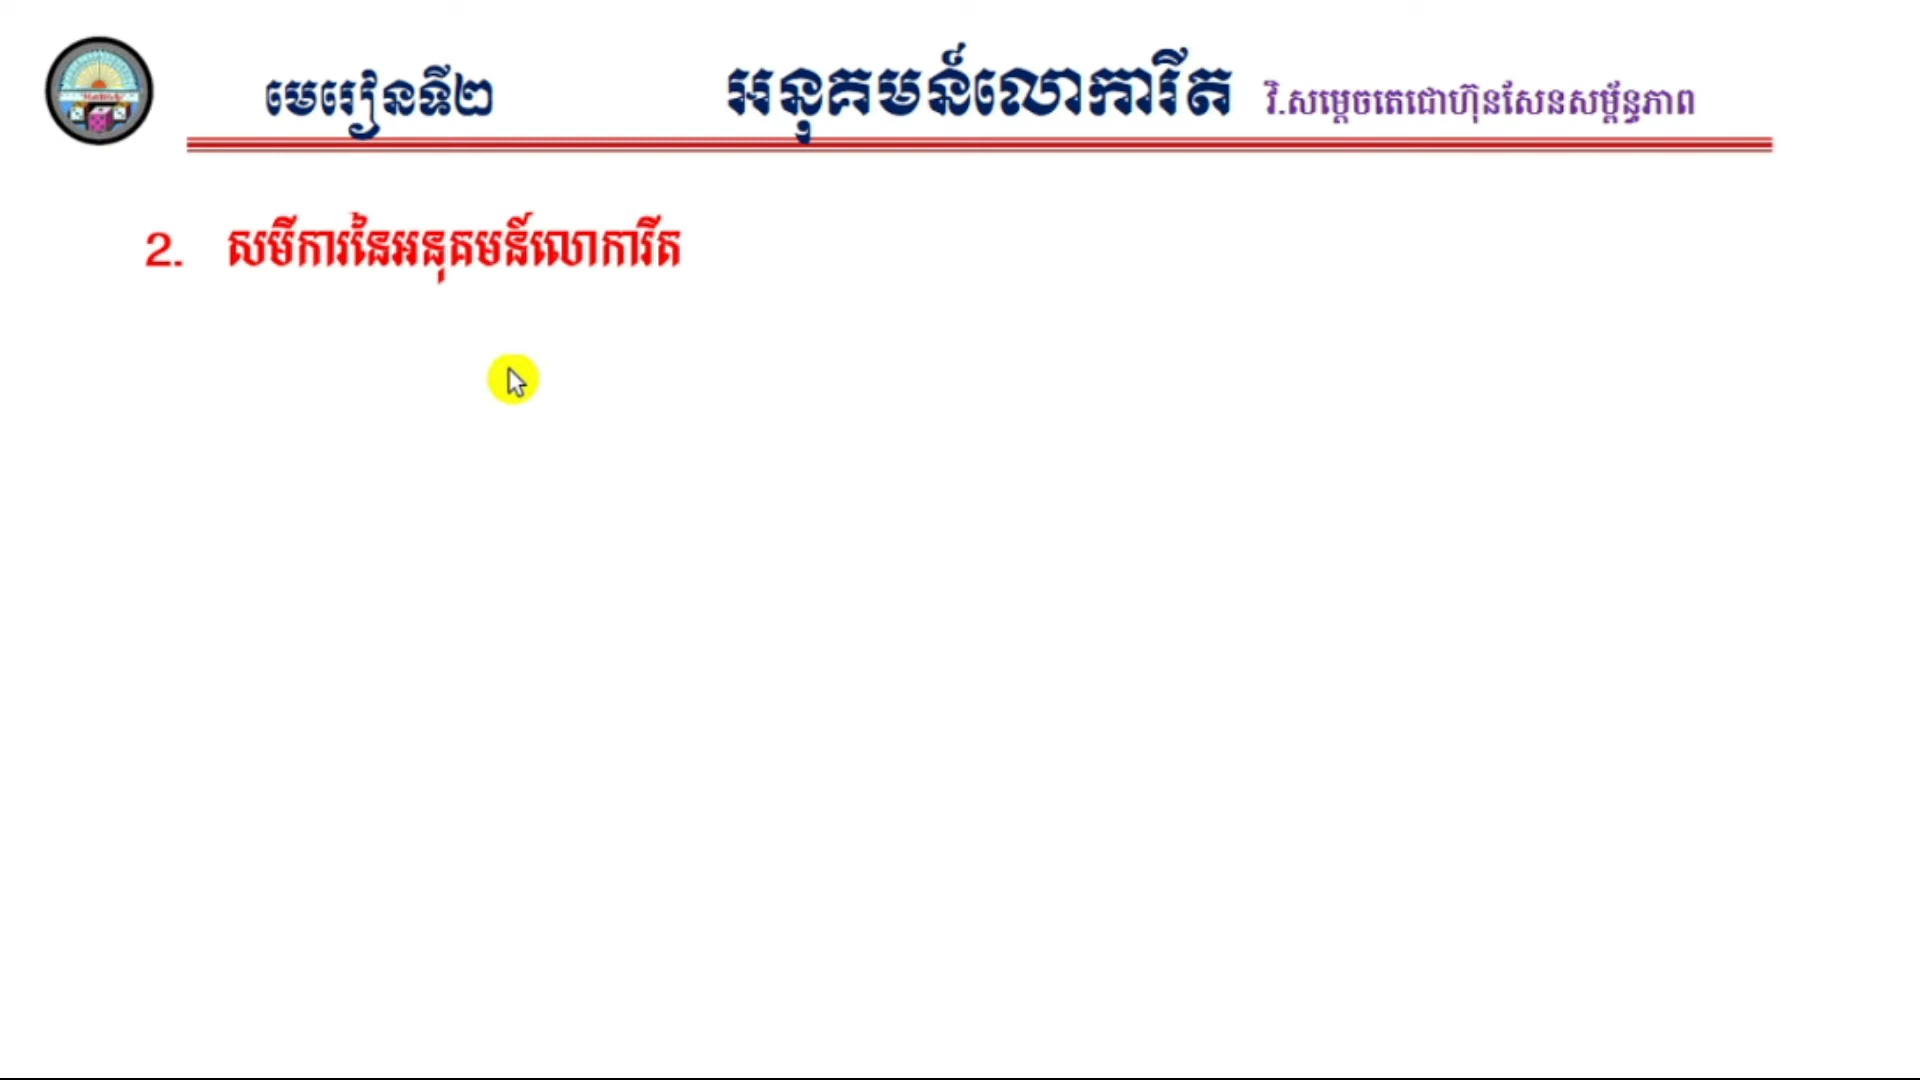 មេរៀនទី២ អនុគមន៍លោការីត វិ.សម្តេចតេជោហ៊ុនសែនសម្ព័ន្ធភាព
2. សមីការនៃអនុគមន៍លោការីត